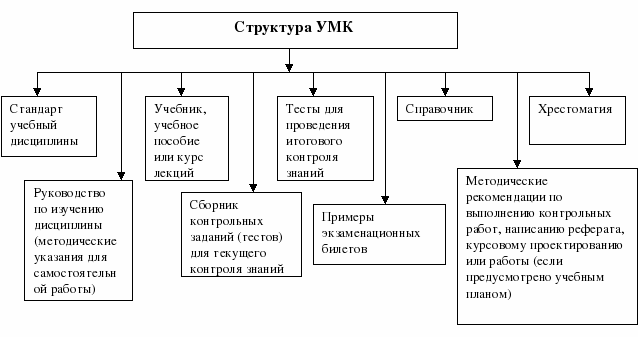 Структура УМК
Стандарт
учебный
дисциплины
Учебник,
учебное
пособие
или курс
лекций
Тесты для
проведения
итогового
контроля
знаний
Справочник
Хрестоматия
Руководство
по изучению
дисциплины
(методические
указания для
самостоятельн
ой работы)
Сборник
контрольных
заданий (тестов)
для текущего
контроля знаний
Примеры
экзаменационных
билетов
Методические
рекомендации по
выполнению контрольных
работ, написанию реферата,
курсовому проектированию
или работы (если
предусмотрено учебным
планом)